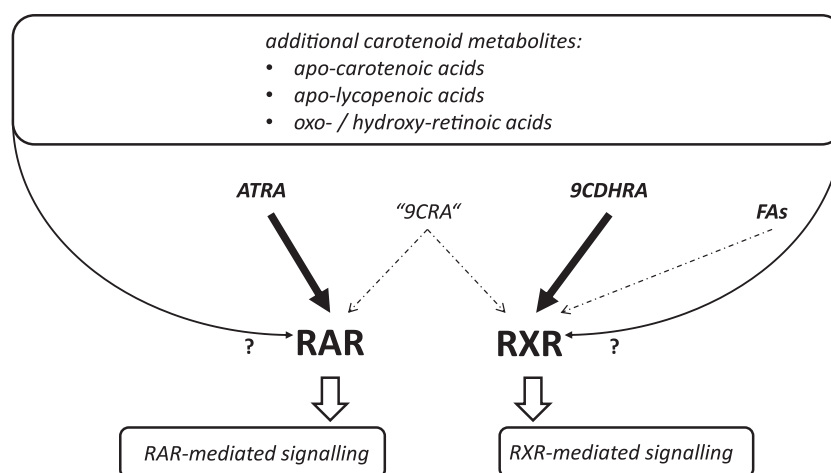 additional carotenoid metabolites:
• apo-carotenoic acids
• apo-lycopenoic acids
• oxo- / hydroxy-retinoic acids
ATRA
“9CRA“
9CDHRA
FAs
? RAR
RXR ?
RAR-mediated signalling
RXR-mediated signalling